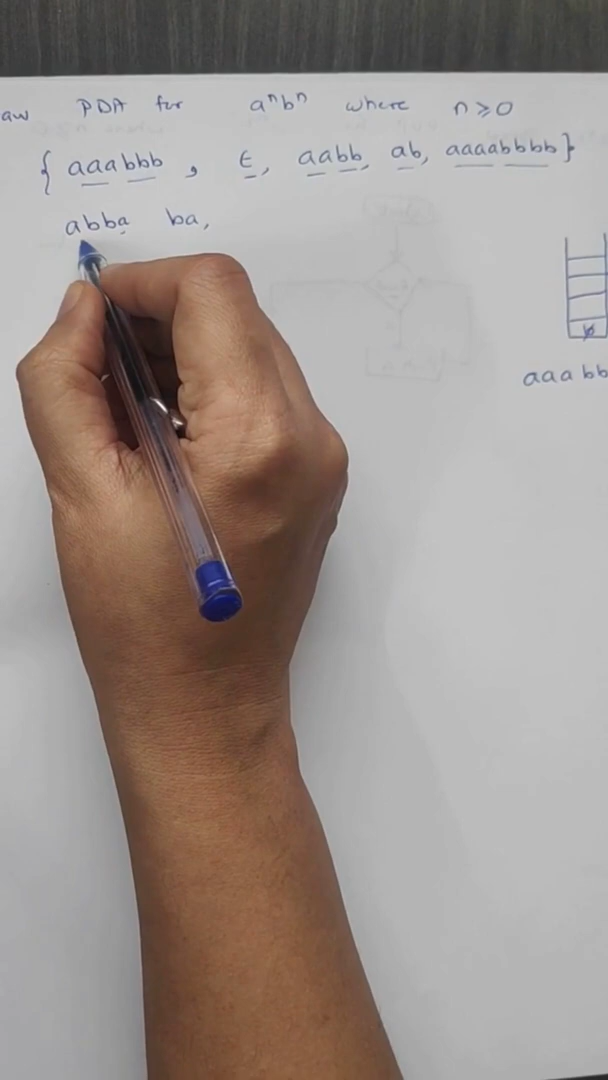 aw PDA for aⁿbⁿ where n ≥ 0
{ aaabbb , ε, aabb, ab, aaaabbbb}
abba ba,
aaabb